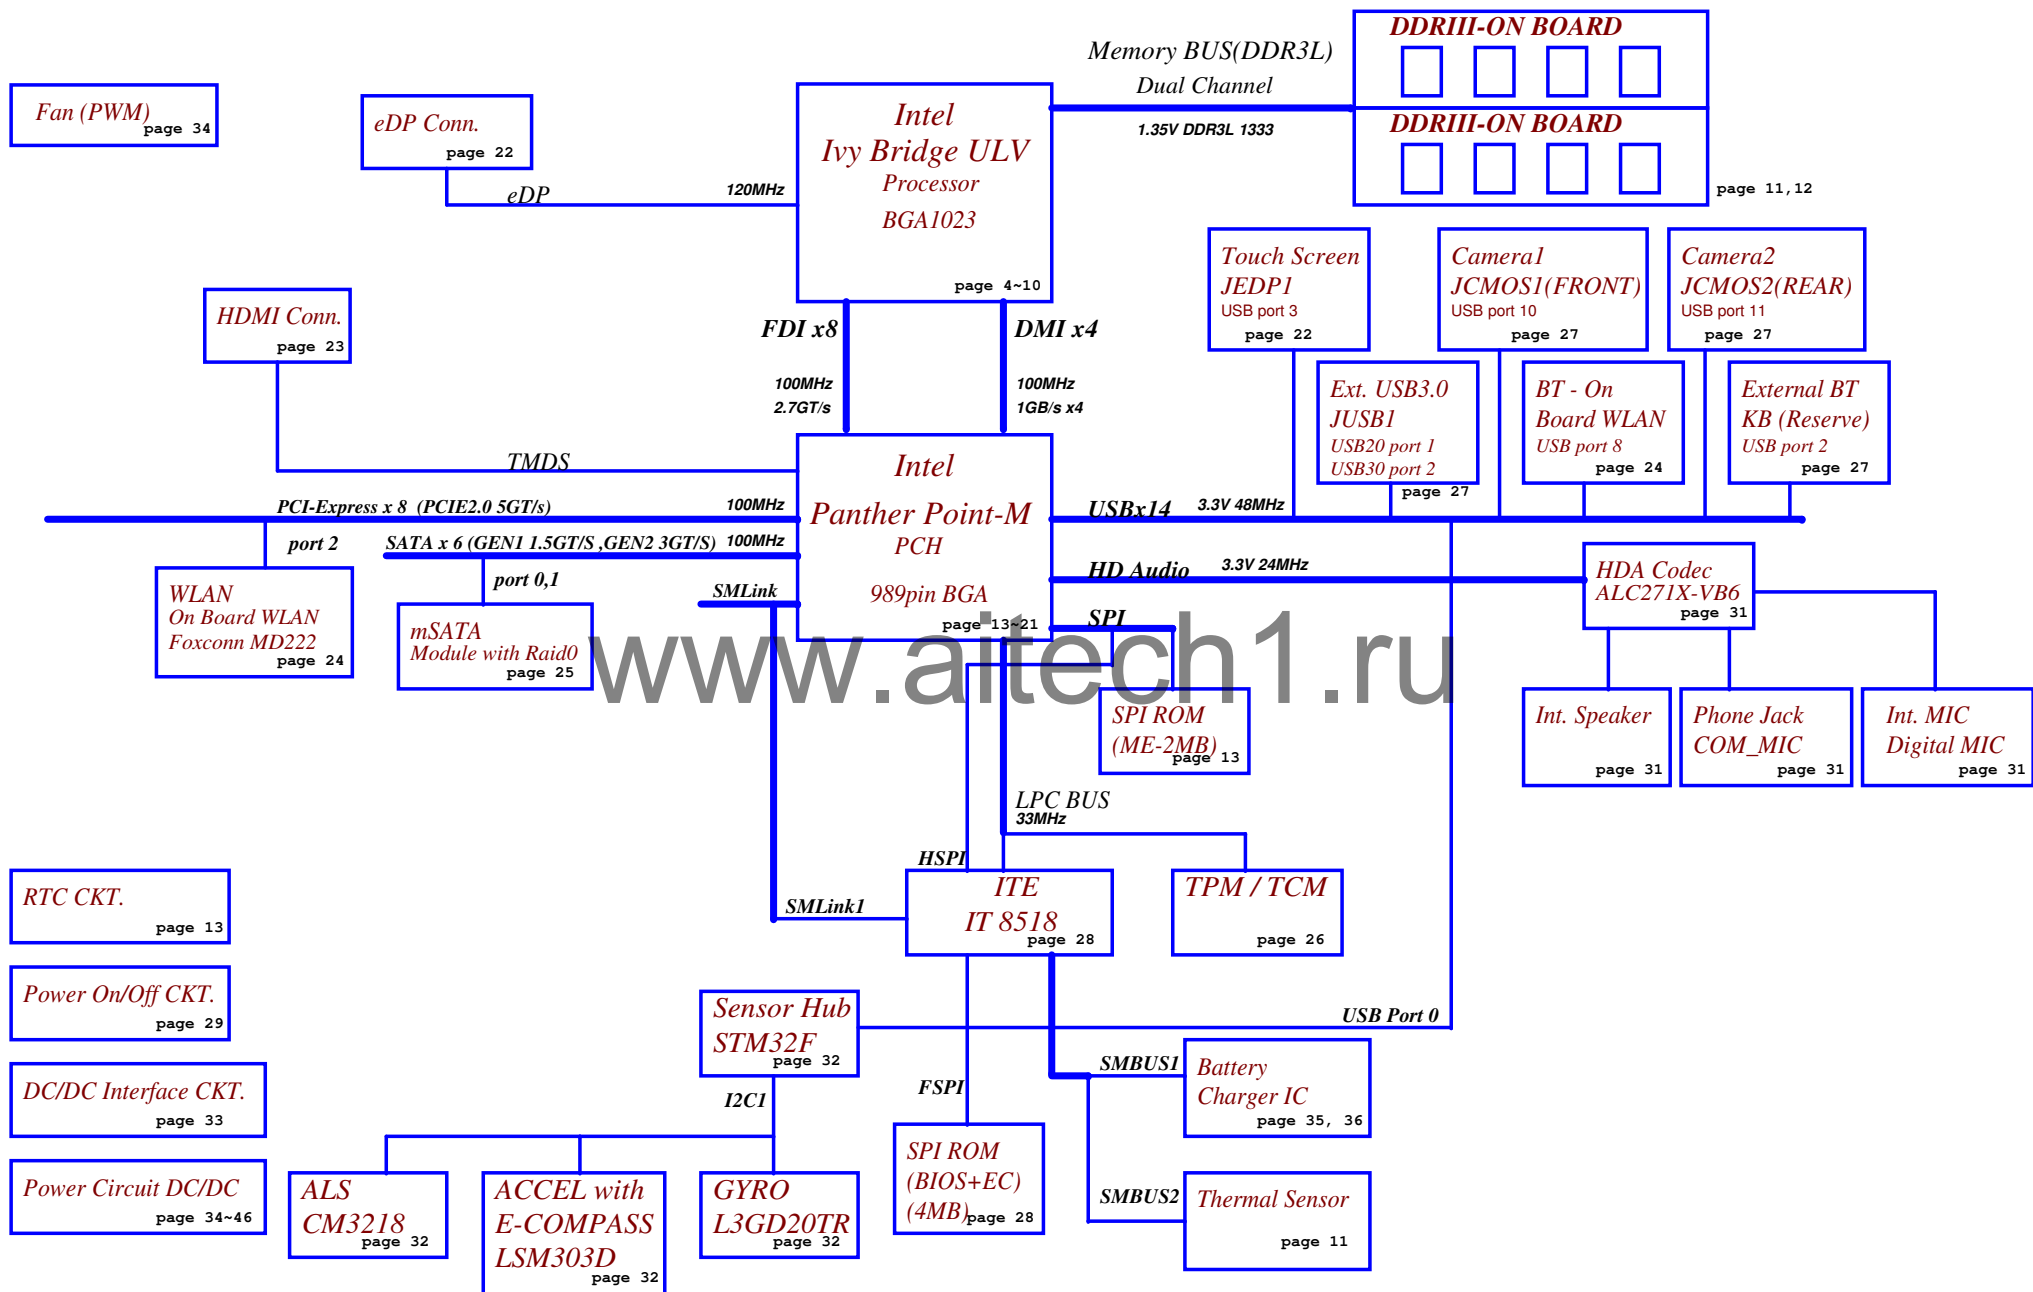 Fan (PWM)
page 34
eDP Conn.
page 22
eDP
120MHz
Intel
Ivy Bridge ULV
Processor
BGA1023
page 4~10
Memory BUS(DDR3L)
Dual Channel
1.35V DDR3L 1333
DDRIII-ON BOARD
DDRIII-ON BOARD
page 11,12
HDMI Conn.
page 23
TMDS
FDI x8
100MHz
2.7GT/s
DMI x4
100MHz
1GB/s x4
Touch Screen
JEDP1
USB port 3
page 22
Camera1
JCMOS1(FRONT)
USB port 10
page 27
Camera2
JCMOS2(REAR)
USB port 11
page 27
Ext. USB3.0
JUSB1
USB20 port 1
USB30 port 2
page 27
BT - On
Board WLAN
USB port 8
page 24
External BT
KB (Reserve)
USB port 2
page 27
Intel
Panther Point-M
PCH
989pin BGA
page 13~21
PCI-Express x 8 (PCIE2.0 5GT/s)
100MHz
port 2
SATA x 6 (GEN1 1.5GT/S ,GEN2 3GT/S)
100MHz
port 0,1
SMLink
USBx14
3.3V 48MHz
HD Audio
3.3V 24MHz
SPI
WLAN
On Board WLAN
Foxconn MD222
page 24
mSATA
Module with Raid0
page 25
HDA Codec
ALC271X-VB6
page 31
www.aitech1.ru
SPI ROM
(ME-2MB)
page 13
Int. Speaker
page 31
Phone Jack
COM_MIC
page 31
Int. MIC
Digital MIC
page 31
LPC BUS
33MHz
HSPI
SMLink1
ITE
IT 8518
page 28
TPM / TCM
page 26
RTC CKT.
page 13
Power On/Off CKT.
page 29
DC/DC Interface CKT.
page 33
Power Circuit DC/DC
page 34~46
Sensor Hub
STM32F
page 32
USB Port 0
I2C1
FSPI
SMBUS1
Battery
Charger IC
page 35, 36
ALS
CM3218
page 32
ACCEL with
E-COMPASS
LSM303D
page 32
GYRO
L3GD20TR
page 32
SPI ROM
(BIOS+EC)
(4MB)
page 28
SMBUS2
Thermal Sensor
page 11